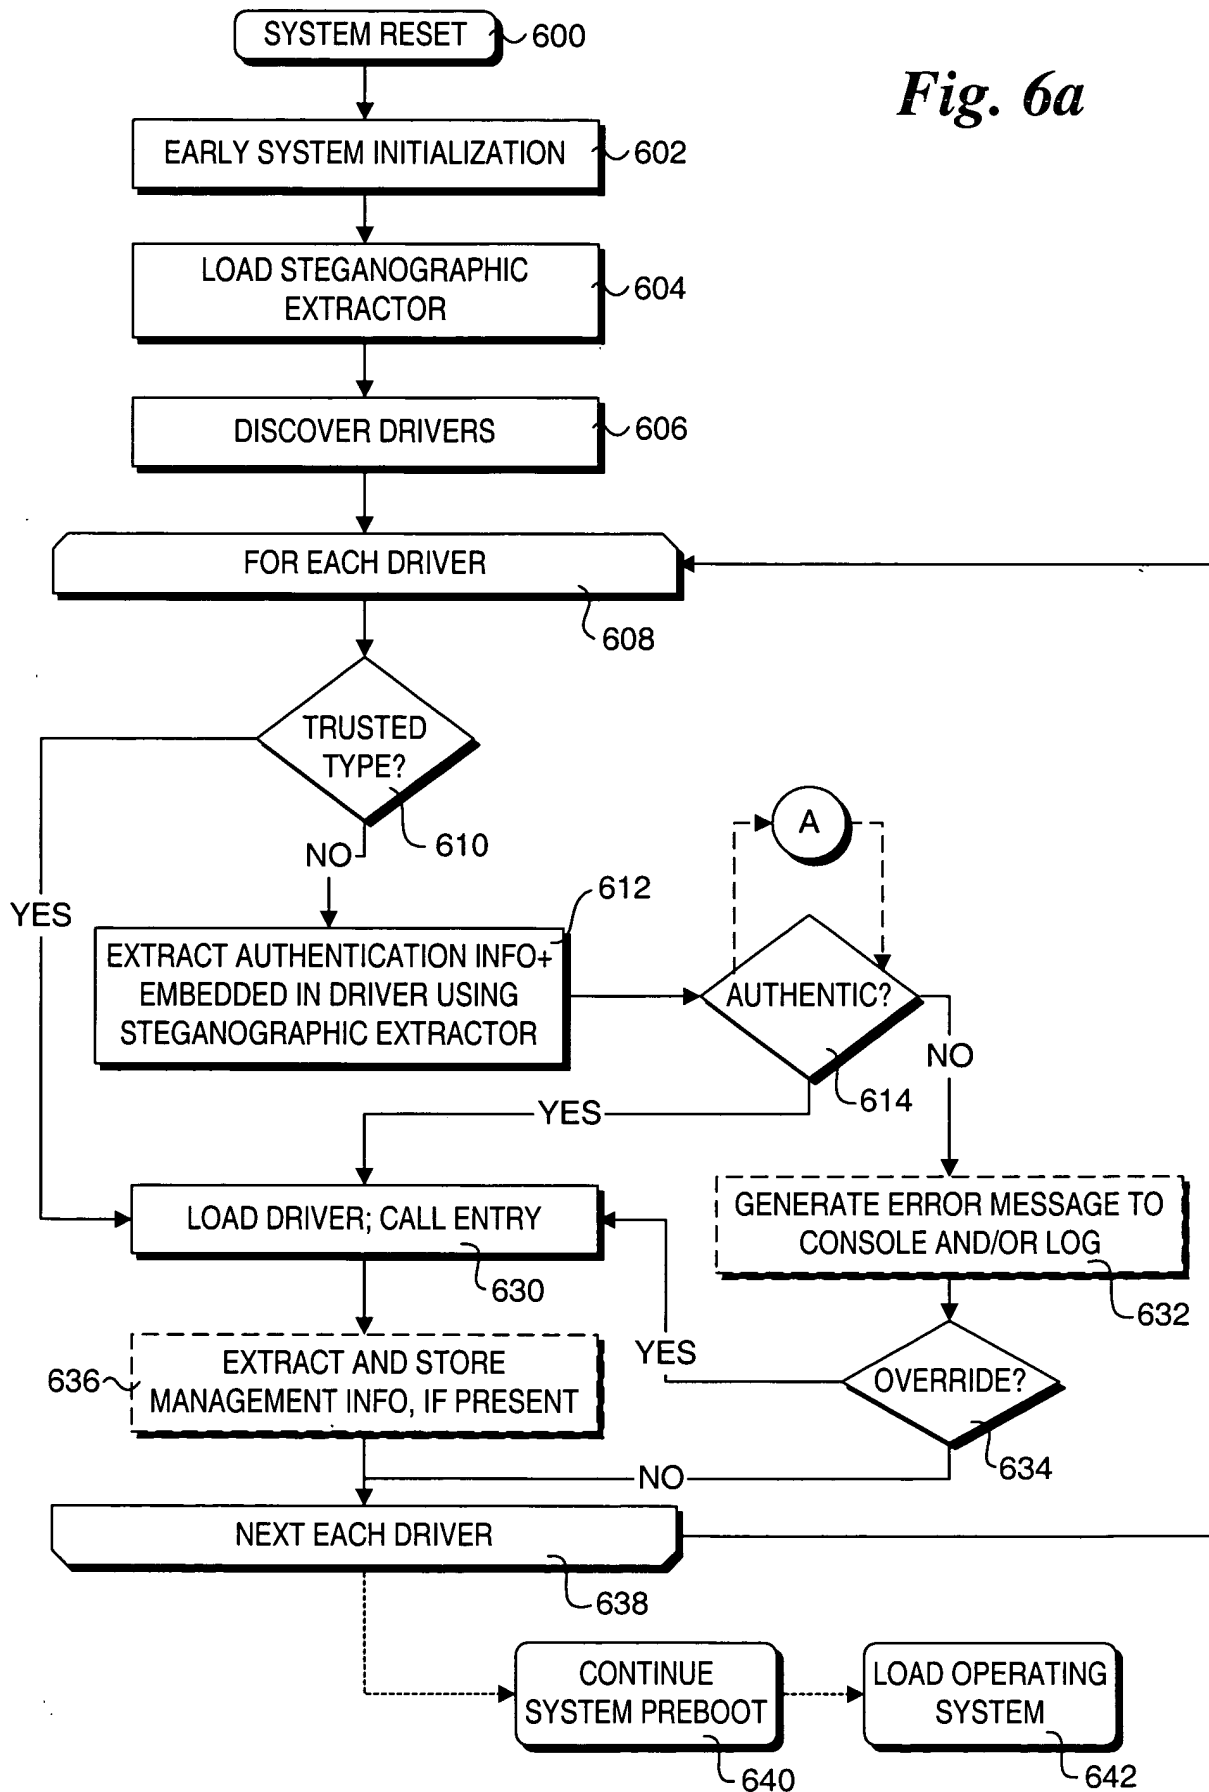 SYSTEM RESET
600
Fig. 6a
EARLY SYSTEM INITIALIZATION
602
LOAD STEGANOGRAPHIC
EXTRACTOR
604
DISCOVER DRIVERS
606
FOR EACH DRIVER
608
TRUSTED
TYPE?
610
NO
YES
A
612
EXTRACT AUTHENTICATION INFO+
EMBEDDED IN DRIVER USING
STEGANOGRAPHIC EXTRACTOR
AUTHENTIC?
614
NO
YES
LOAD DRIVER; CALL ENTRY
630
GENERATE ERROR MESSAGE TO
CONSOLE AND/OR LOG
632
YES
OVERRIDE?
634
636
EXTRACT AND STORE
MANAGEMENT INFO, IF PRESENT
NO
NEXT EACH DRIVER
638
CONTINUE
SYSTEM PREBOOT
640
LOAD OPERATING
SYSTEM
642